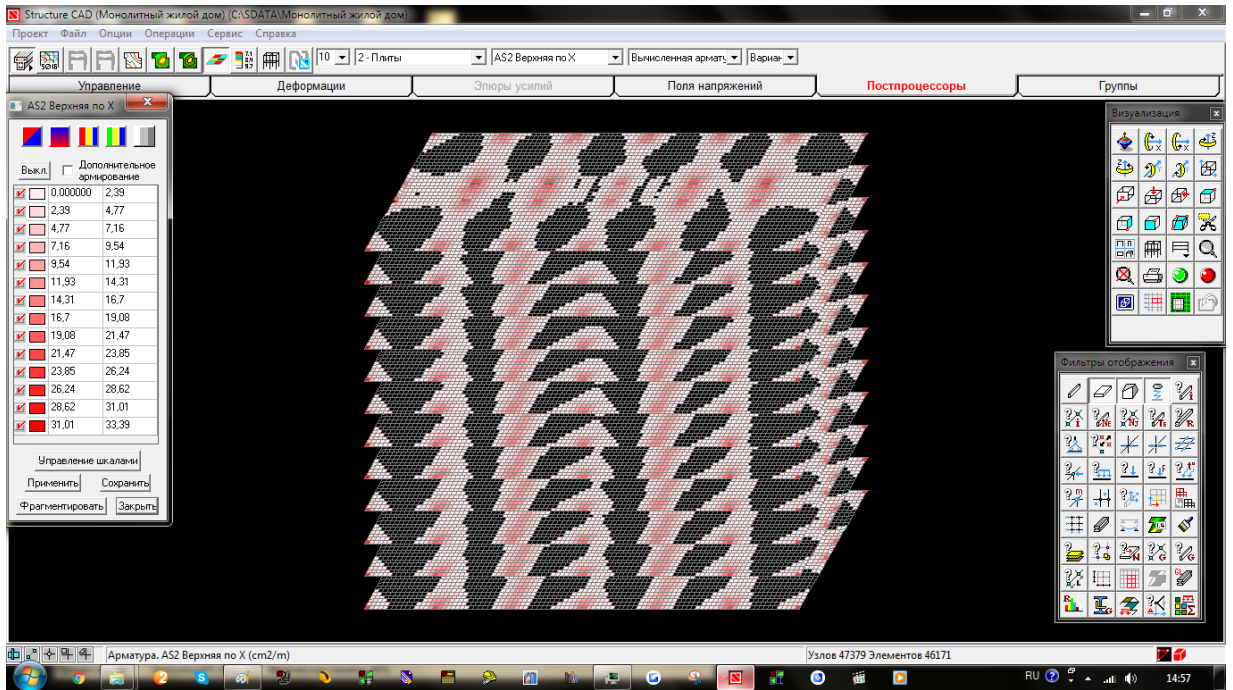 Structure CAD (Монолитный жилой дом) (C:\SDATA\Монолитный жилой дом)
Проект Файл Опции Операции Сервис Справка
10 2 - Плиты AS2 Верхняя по X Вычисленная армату Вариан
Управление Деформации Эпюры усилий Поля напряжений Постпроцессоры Группы
AS2 Верхняя по X
Выкл. Дополнительное армирование
0.000000 2,39
2,39 4,77
4,77 7,16
7,16 9,54
9,54 11,93
11,93 14,31
14,31 16,7
16,7 19,08
19,08 21,47
21,47 23,85
23,85 26,24
26,24 28,62
28,62 31,01
31,01 33,39
Управление шкалами
Применить Сохранить
Фрагментировать Закрыть
Визуализация
Фильтры отображения
Арматура. AS2 Верхняя по X (cm2/m) Узлов 47379 Элементов 46171
RU 14:57